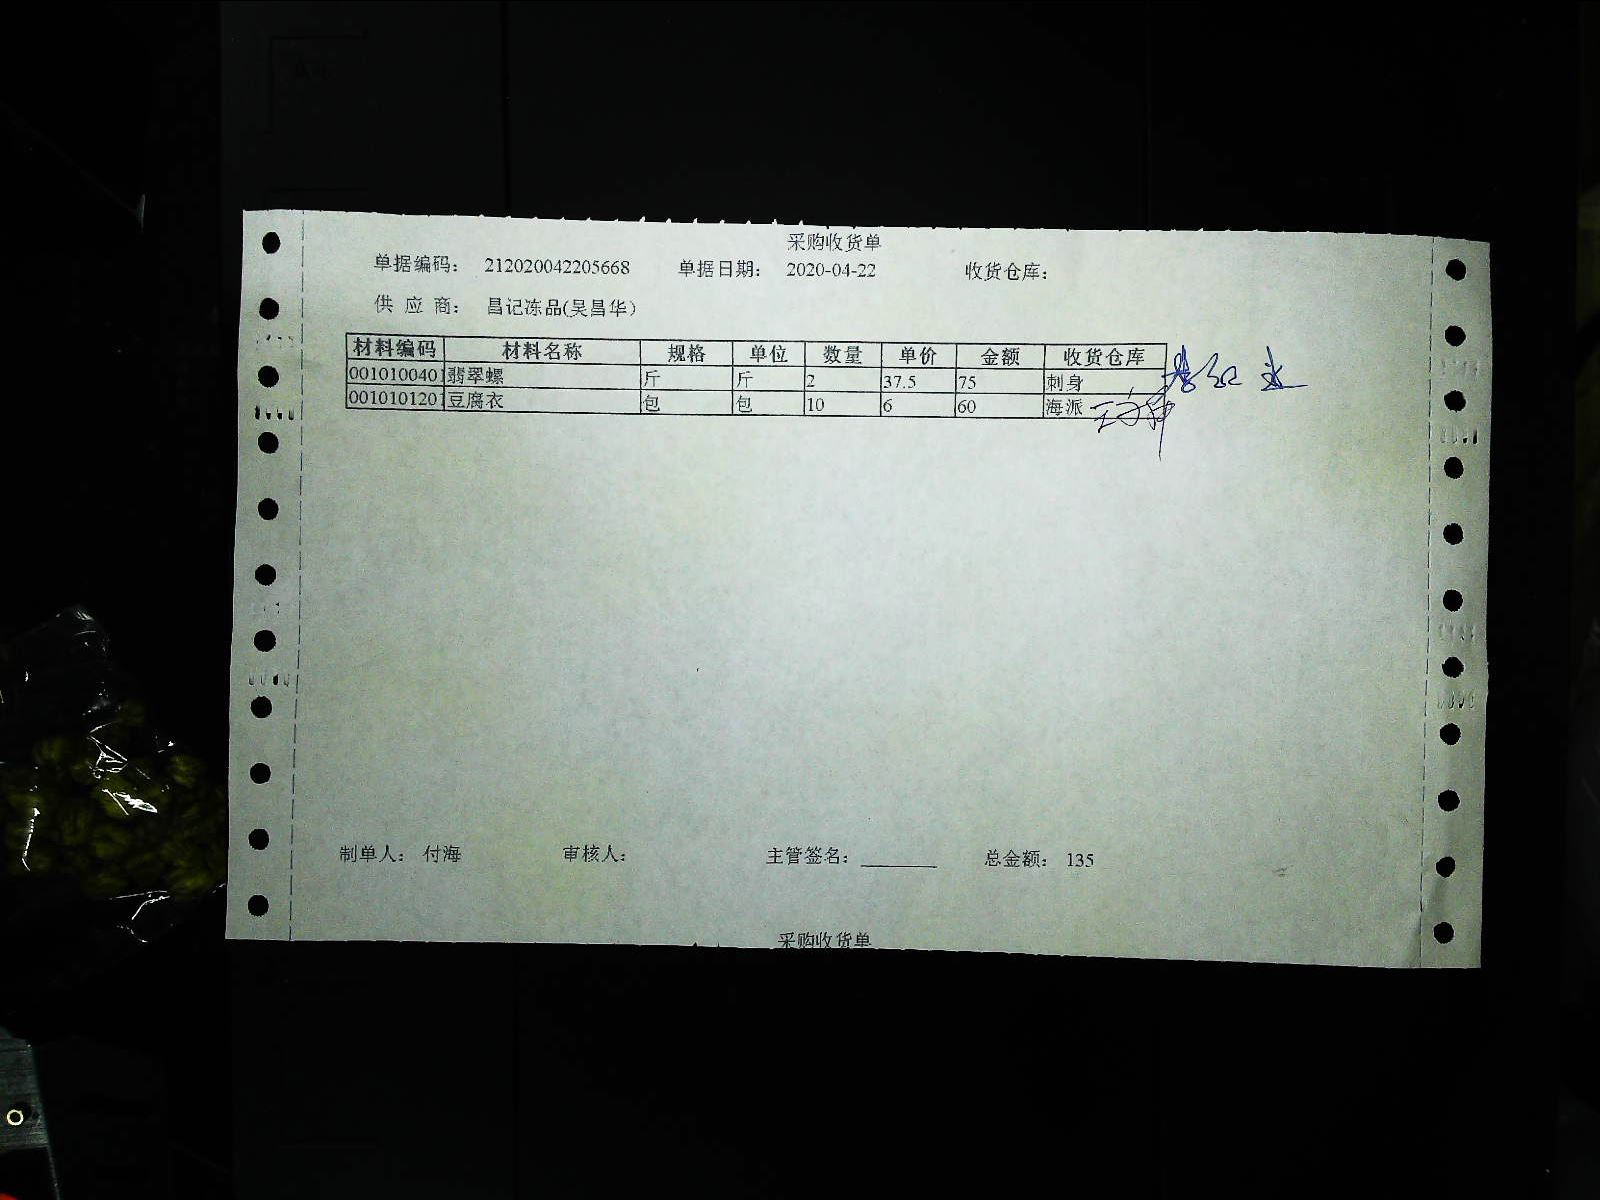 采购收货单
单据编码： 212020042205668 单据日期： 2020-04-22 收货仓库：
供 应 商： 昌记冻品(吴昌华)
材料编码 材料名称 规格 单位 数量 单价 金额 收货仓库
001010040 翡翠螺 斤 斤 2 37.5 75 刺身
001010120 豆腐衣 包 包 10 6 60 海派
制单人： 付海 审核人： 主管签名： 总金额： 135
采购收货单